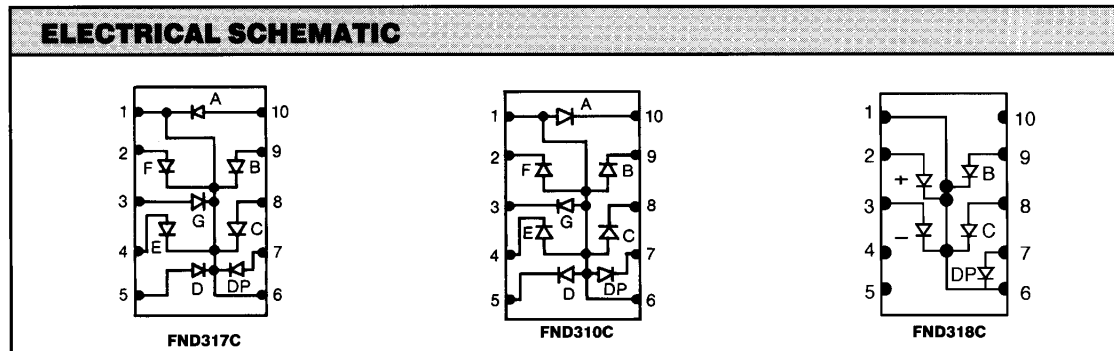 ELECTRICAL SCHEMATIC
1 A 10
2 F B 9
3 G 8
4 E C 7
5 D DP 6
FND317C
1 A 10
2 F B 9
3 G 8
4 E C 7
5 D DP 6
FND310C
1 10
2 + B 9
3 − C 8
4 7
5 DP 6
FND318C